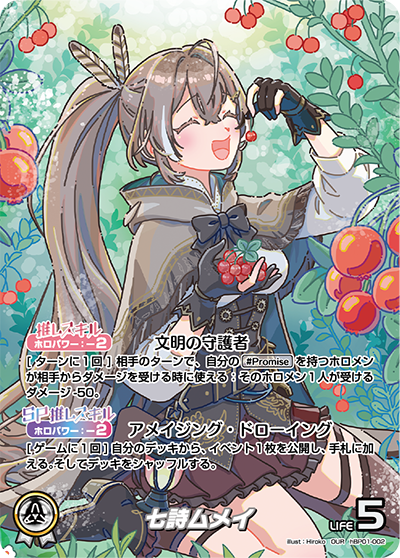 推しスキル
ホロパワー：-2
文明の守護者
[ターンに1回]相手のターンで、自分の #Promise を持つホロメン
が相手からダメージを受ける時に使える：そのホロメン1人が受ける
ダメージ-50。
SP推しスキル
ホロパワー：-2
アメイジング・ドローイング
[ゲームに1回]自分のデッキから、イベント1枚を公開し、手札に加
える。そしてデッキをシャッフルする。
七詩ムメイ
LIFE 5
illust : Hiroko OUR hBP01-002